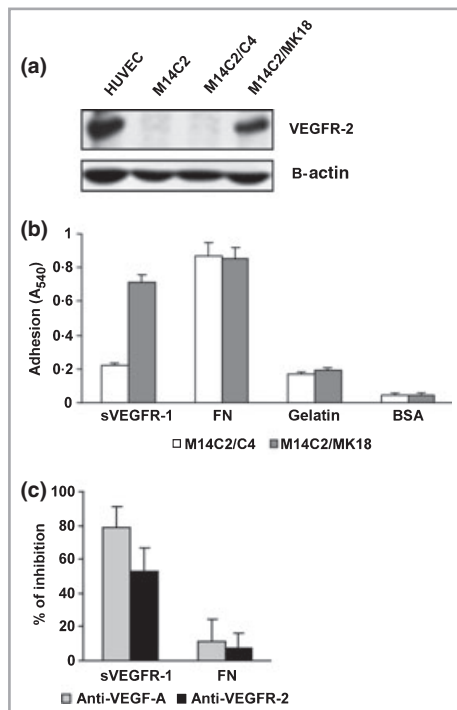 (a)
HUVEC M14C2 M14C2/C4 M14C2/MK18
VEGFR-2
B-actin
(b)
Adhesion (A540)
1
0·8
0·6
0·4
0·2
0
sVEGFR-1 FN Gelatin BSA
M14C2/C4 M14C2/MK18
(c)
% of inhibition
100
80
60
40
20
0
sVEGFR-1 FN
Anti-VEGF-A Anti-VEGFR-2